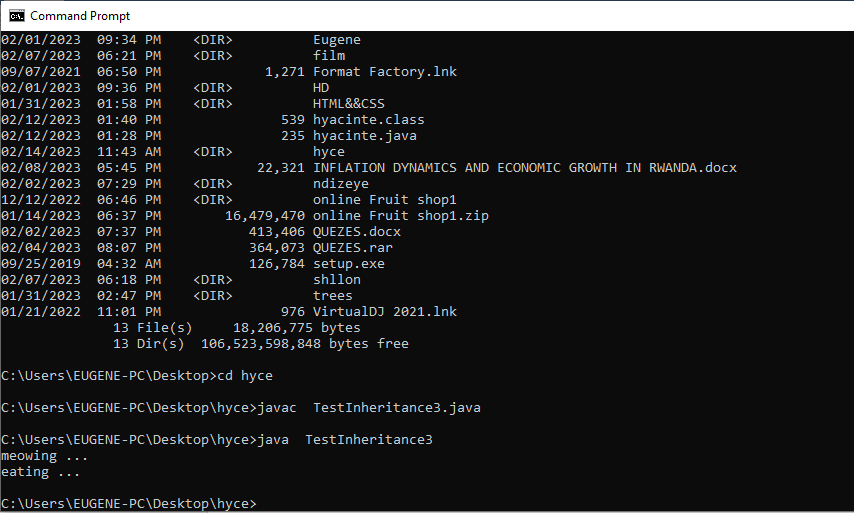 Command Prompt
02/01/2023  09:34 PM    <DIR>          Eugene
02/07/2023  06:21 PM    <DIR>          film
09/07/2021  06:50 PM             1,271 Format Factory.lnk
02/01/2023  09:36 PM    <DIR>          HD
01/31/2023  01:58 PM    <DIR>          HTML&&CSS
02/12/2023  01:40 PM               539 hyacinte.class
02/12/2023  01:28 PM               235 hyacinte.java
02/14/2023  11:43 AM    <DIR>          hyce
02/08/2023  05:45 PM            22,321 INFLATION DYNAMICS AND ECONOMIC GROWTH IN RWANDA.docx
02/02/2023  07:29 PM    <DIR>          ndizeye
12/12/2022  06:46 PM    <DIR>          online Fruit shop1
01/14/2023  06:37 PM        16,479,470 online Fruit shop1.zip
02/02/2023  07:37 PM           413,406 QUEZES.docx
02/04/2023  08:07 PM           364,073 QUEZES.rar
09/25/2019  04:32 AM           126,784 setup.exe
02/07/2023  06:18 PM    <DIR>          shllon
01/31/2023  02:47 PM    <DIR>          trees
01/21/2022  11:01 PM               976 VirtualDJ 2021.lnk
              13 File(s)     18,206,775 bytes
              13 Dir(s)  106,523,598,848 bytes free
C:\Users\EUGENE-PC\Desktop>cd hyce
C:\Users\EUGENE-PC\Desktop\hyce>javac  TestInheritance3.java
C:\Users\EUGENE-PC\Desktop\hyce>java  TestInheritance3
meowing ...
eating ...
C:\Users\EUGENE-PC\Desktop\hyce>